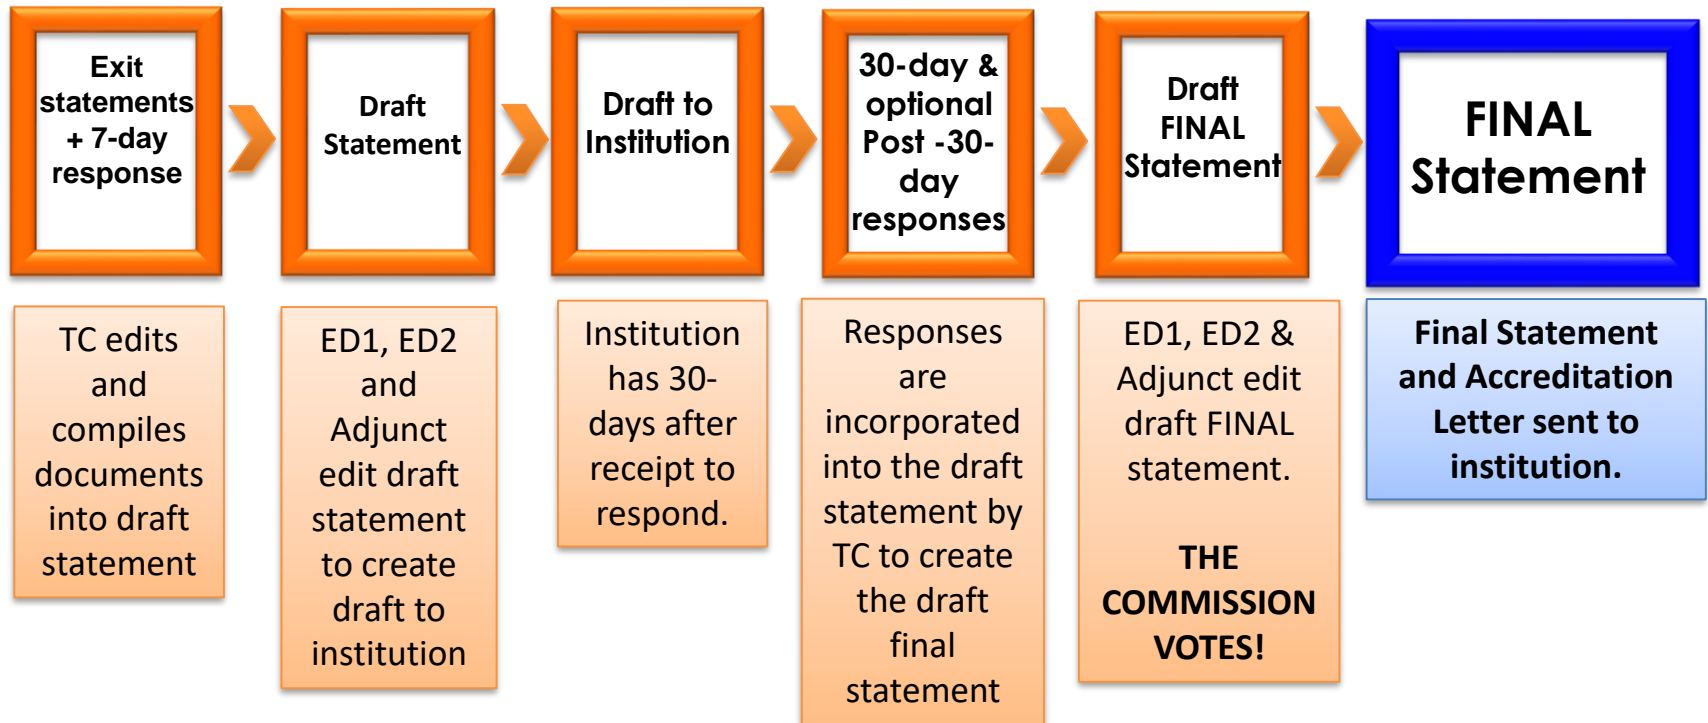 Exit
statements
+ 7-day
response
Draft
Statement
Draft to
Institution
30-day &
optional
Post -30-
day
responses
Draft
FINAL
Statement
FINAL
Statement
TC edits
and
compiles
documents
into draft
statement
ED1, ED2
and
Adjunct
edit draft
statement
to create
draft to
institution
Institution
has 30-
days after
receipt to
respond.
Responses
are
incorporated
into the draft
statement by
TC to create
the draft
final
statement
ED1, ED2 &
Adjunct edit
draft FINAL
statement.
THE
COMMISSION
VOTES!
Final Statement
and Accreditation
Letter sent to
institution.